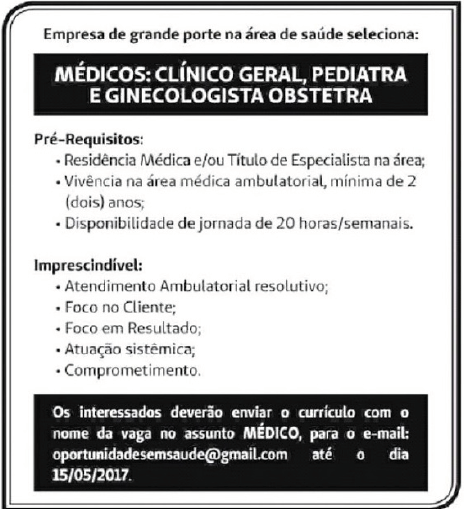 Empresa de grande porte na área de saúde seleciona:
MÉDICOS: CLÍNICO GERAL, PEDIATRA
E GINECOLOGISTA OBSTETRA
Pré-Requisitos:
• Residência Médica e/ou Título de Especialista na área;
• Vivência na área médica ambulatorial, mínima de 2
(dois) anos;
• Disponibilidade de jornada de 20 horas/semanais.
Imprescindível:
• Atendimento Ambulatorial resolutivo;
• Foco no Cliente;
• Foco em Resultado;
• Atuação sistêmica;
• Comprometimento.
Os interessados deverão enviar o currículo com o
nome da vaga no assunto MÉDICO, para o e-mail:
oportunidadesemsaude@gmail.com até o dia
15/05/2017.